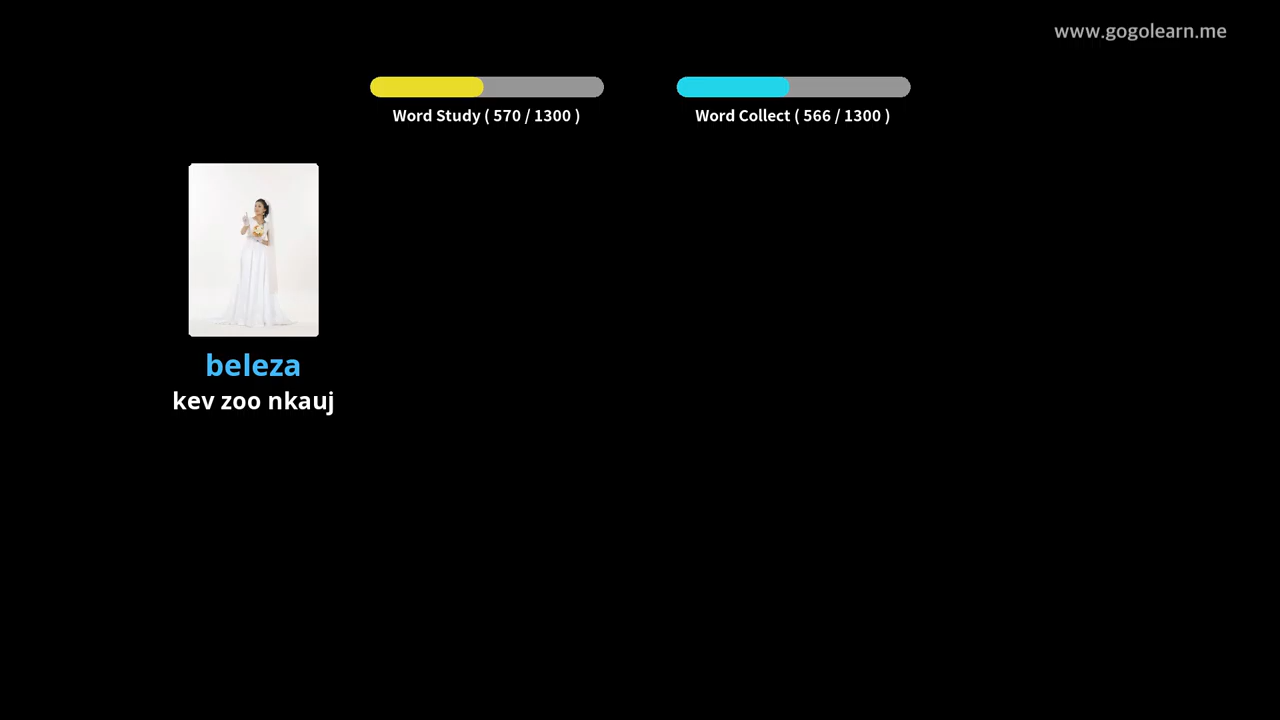 www.gogolearn.me
Word Study ( 570 / 1300 )
Word Collect ( 566 / 1300 )
beleza
kev zoo nkauj